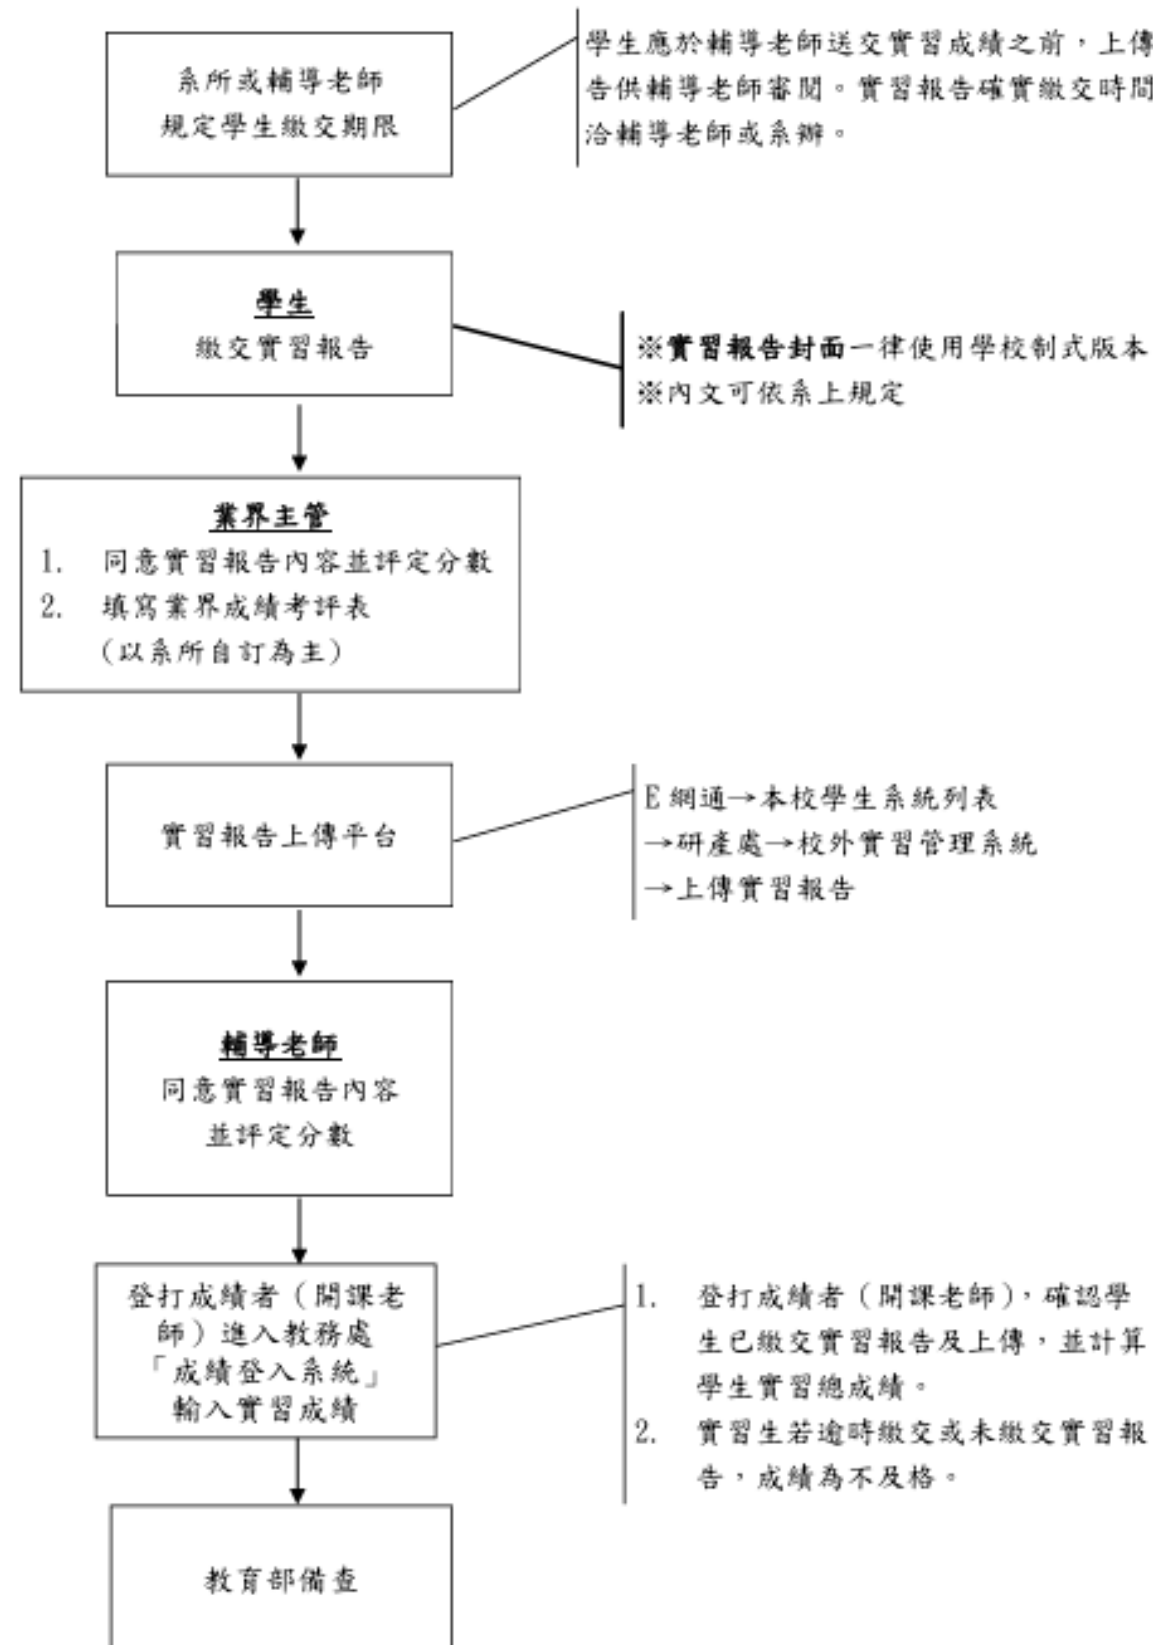 系所或輔導老師
規定學生繳交期限
學生應於輔導老師送交實習成績之前，上傳
告供輔導老師審閱。實習報告確實繳交時間
洽輔導老師或系辦。
學生
繳交實習報告
※實習報告封面一律使用學校制式版本
※內文可依系上規定
業界主管
1. 同意實習報告內容並評定分數
2. 填寫業界成績考評表
(以系所自訂為主)
實習報告上傳平台
E 網通→本校學生系統列表
→研產處→校外實習管理系統
→上傳實習報告
輔導老師
同意實習報告內容
並評定分數
登打成績者（開課老
師）進入教務處
「成績登入系統」
輸入實習成績
1. 登打成績者（開課老師），確認學
生已繳交實習報告及上傳，並計算
學生實習總成績。
2. 實習生若逾時繳交或未繳交實習報
告，成績為不及格。
教育部備查